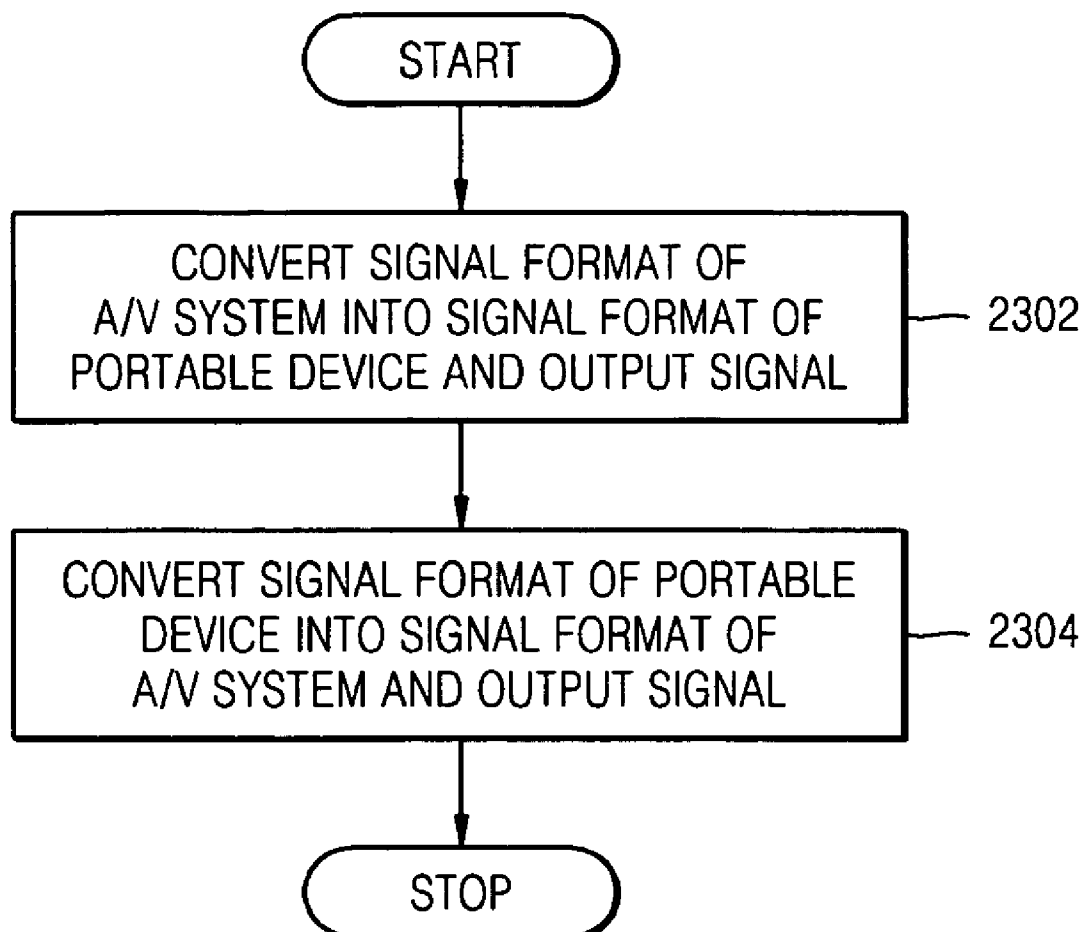 START
CONVERT SIGNAL FORMAT OF
A/V SYSTEM INTO SIGNAL FORMAT OF
PORTABLE DEVICE AND OUTPUT SIGNAL
2302
CONVERT SIGNAL FORMAT OF PORTABLE
DEVICE INTO SIGNAL FORMAT OF
A/V SYSTEM AND OUTPUT SIGNAL
2304
STOP